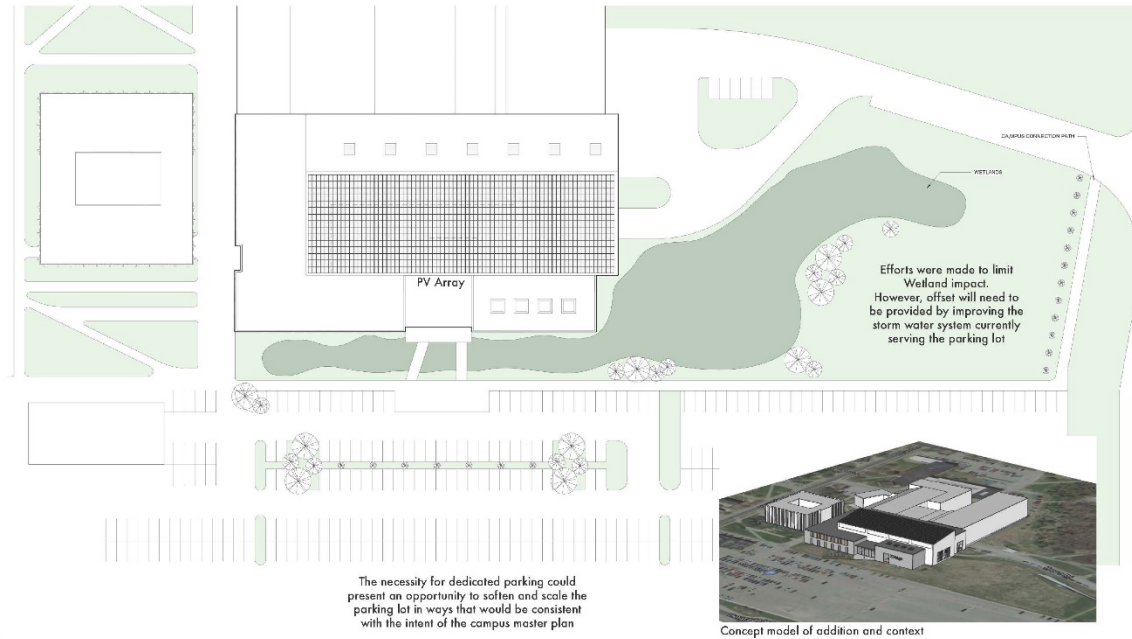 CAMPUS CONNECTION PATH
WETLANDS
Efforts were made to limit
Wetland impact.
However, offset will need to
be provided by improving the
storm water system currently
serving the parking lot
PV Array
The necessity for dedicated parking could
present an opportunity to soften and scale the
parking lot in ways that would be consistent
with the intent of the campus master plan
Concept model of addition and context